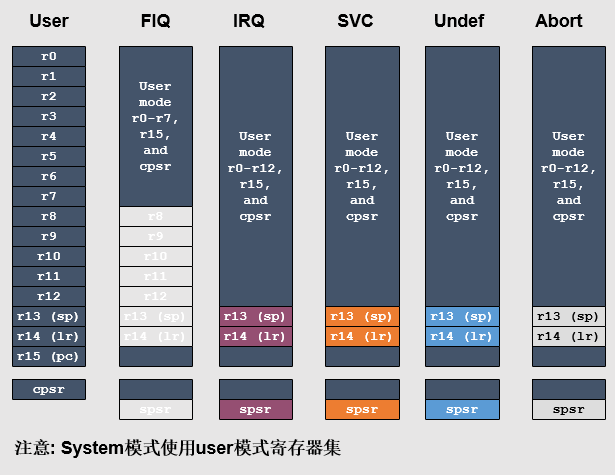 User
FIQ
IRQ
SVC
Undef
Abort
r0
r1
r2
r3
r4
r5
r6
r7
r8
r9
r10
r11
r12
r13 (sp)
r14 (lr)
r15 (pc)
cpsr
User
mode
r0-r7,
r15,
and
cpsr
r8
r9
r10
r11
r12
r13 (sp)
r14 (lr)
spsr
User
mode
r0-r12,
r15,
and
cpsr
r13 (sp)
r14 (lr)
spsr
User
mode
r0-r12,
r15,
and
cpsr
r13 (sp)
r14 (lr)
spsr
User
mode
r0-r12,
r15,
and
cpsr
r13 (sp)
r14 (lr)
spsr
User
mode
r0-r12,
r15,
and
cpsr
r13 (sp)
r14 (lr)
spsr
注意: System模式使用user模式寄存器集